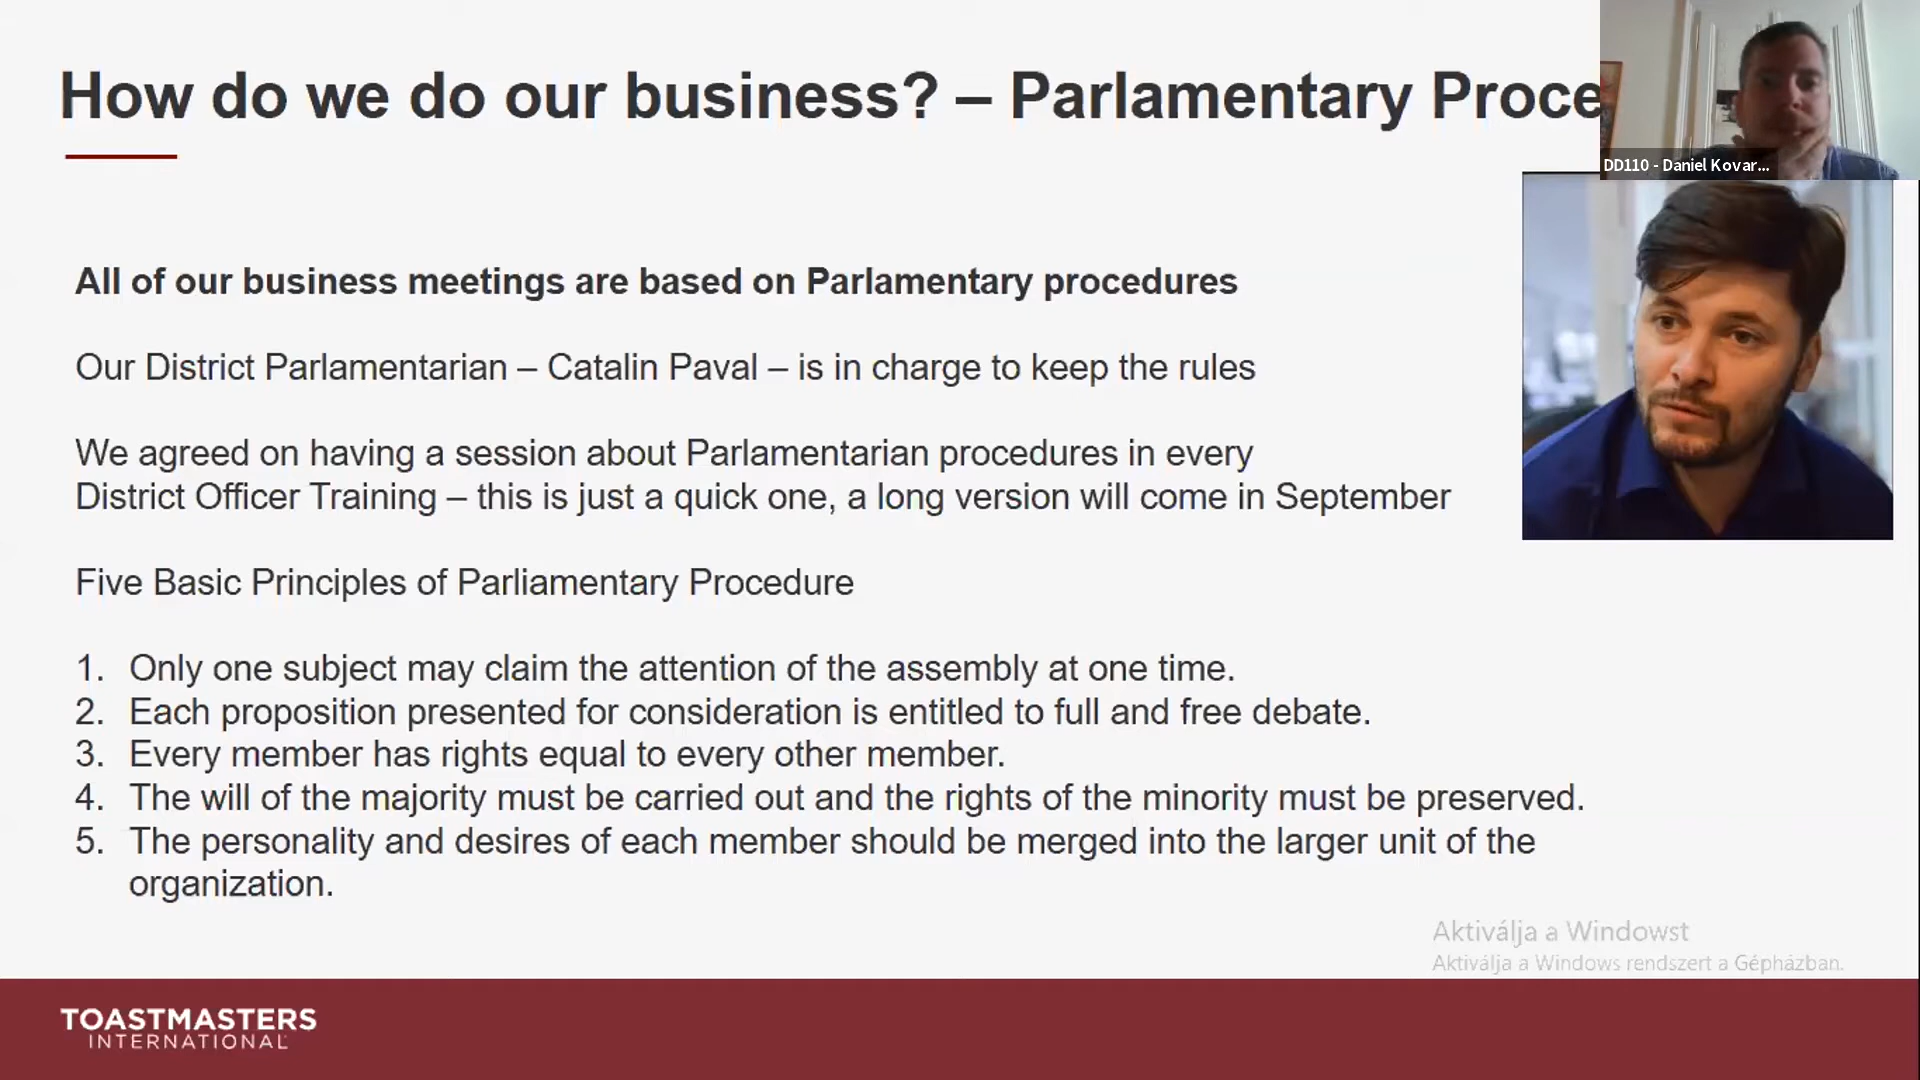 How do we do our business? – Parlamentary Proce
DD110 - Daniel Kovar...
All of our business meetings are based on Parlamentary procedures
Our District Parlamentarian – Catalin Paval – is in charge to keep the rules
We agreed on having a session about Parlamentarian procedures in every
District Officer Training – this is just a quick one, a long version will come in September
Five Basic Principles of Parliamentary Procedure
1. Only one subject may claim the attention of the assembly at one time.
2. Each proposition presented for consideration is entitled to full and free debate.
3. Every member has rights equal to every other member.
4. The will of the majority must be carried out and the rights of the minority must be preserved.
5. The personality and desires of each member should be merged into the larger unit of the
organization.
Aktiválja a Windowst
Aktiválja a Windows rendszert a Gépházban.
TOASTMASTERS
INTERNATIONAL